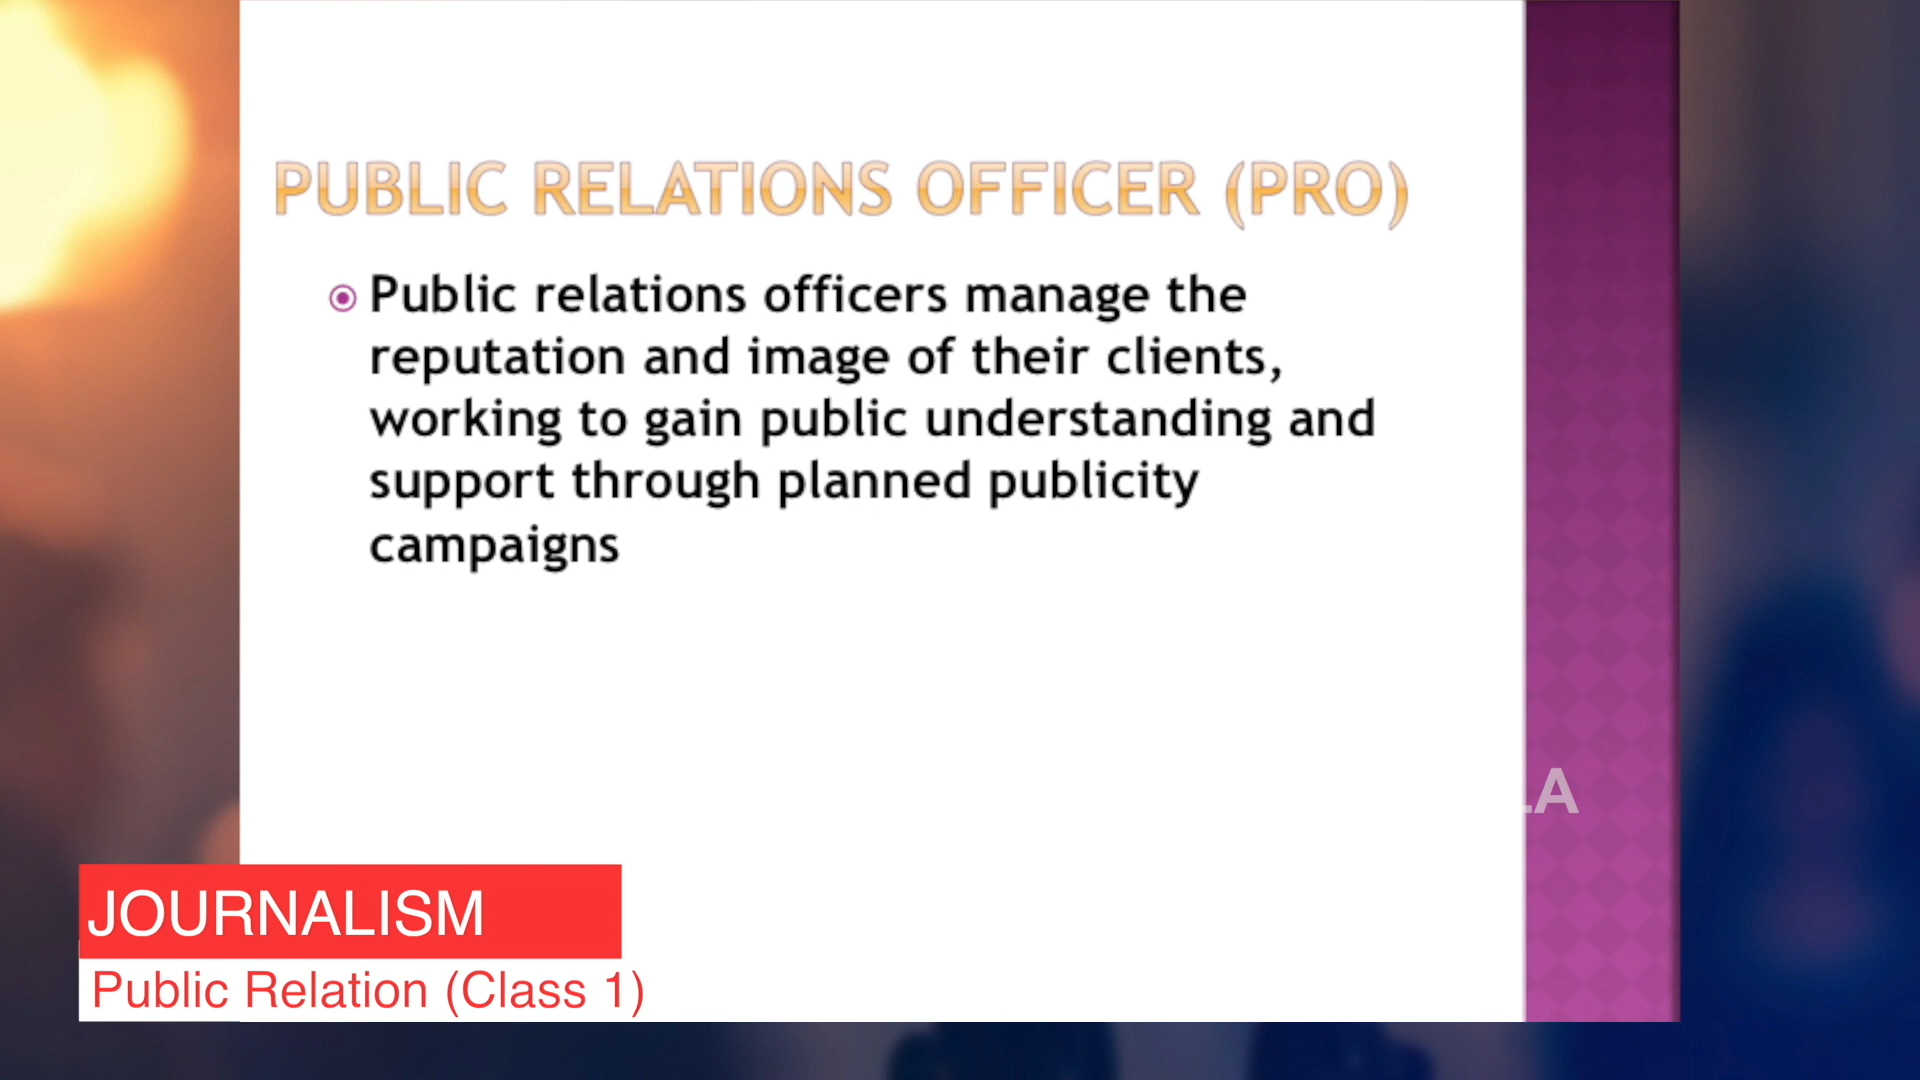 PUBLIC RELATIONS OFFICER (PRO)
Public relations officers manage the
reputation and image of their clients,
working to gain public understanding and
support through planned publicity
campaigns
LA
JOURNALISM
Public Relation (Class 1)